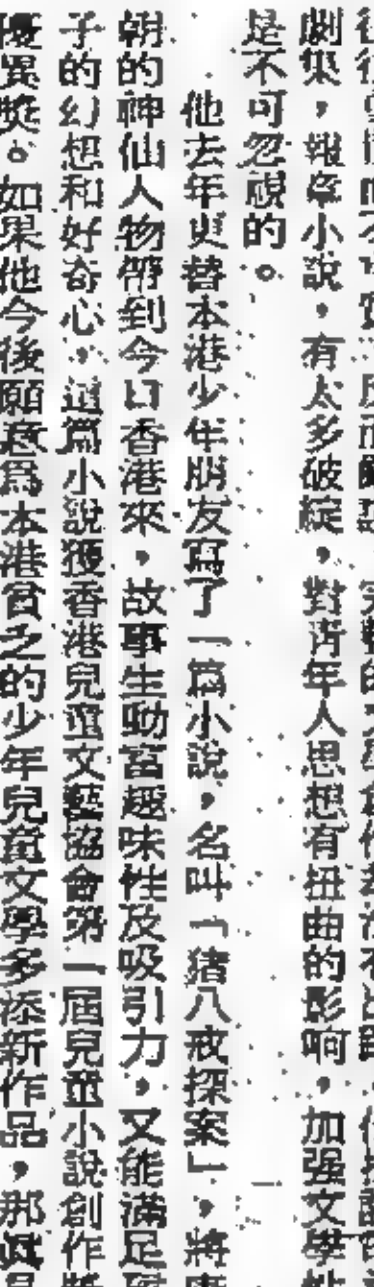 劇集，報章小說，有太多破綻，對青年人思想有扭曲的影响，加强文學
是不可忽視的。
他去年更替本港少年朋友寫了一篇小說，名叫「猪八戒探案」，將
朝的神仙人物帶到今日香港來，故事生動富趣味性及吸引力，又能滿足
子的幻想和好奇心，這篇小說獲香港兒童文藝協會第一屆兒童小說創作
優異獎。如果他今後願意爲本港貧乏的少年兒童文學多添新作品，那